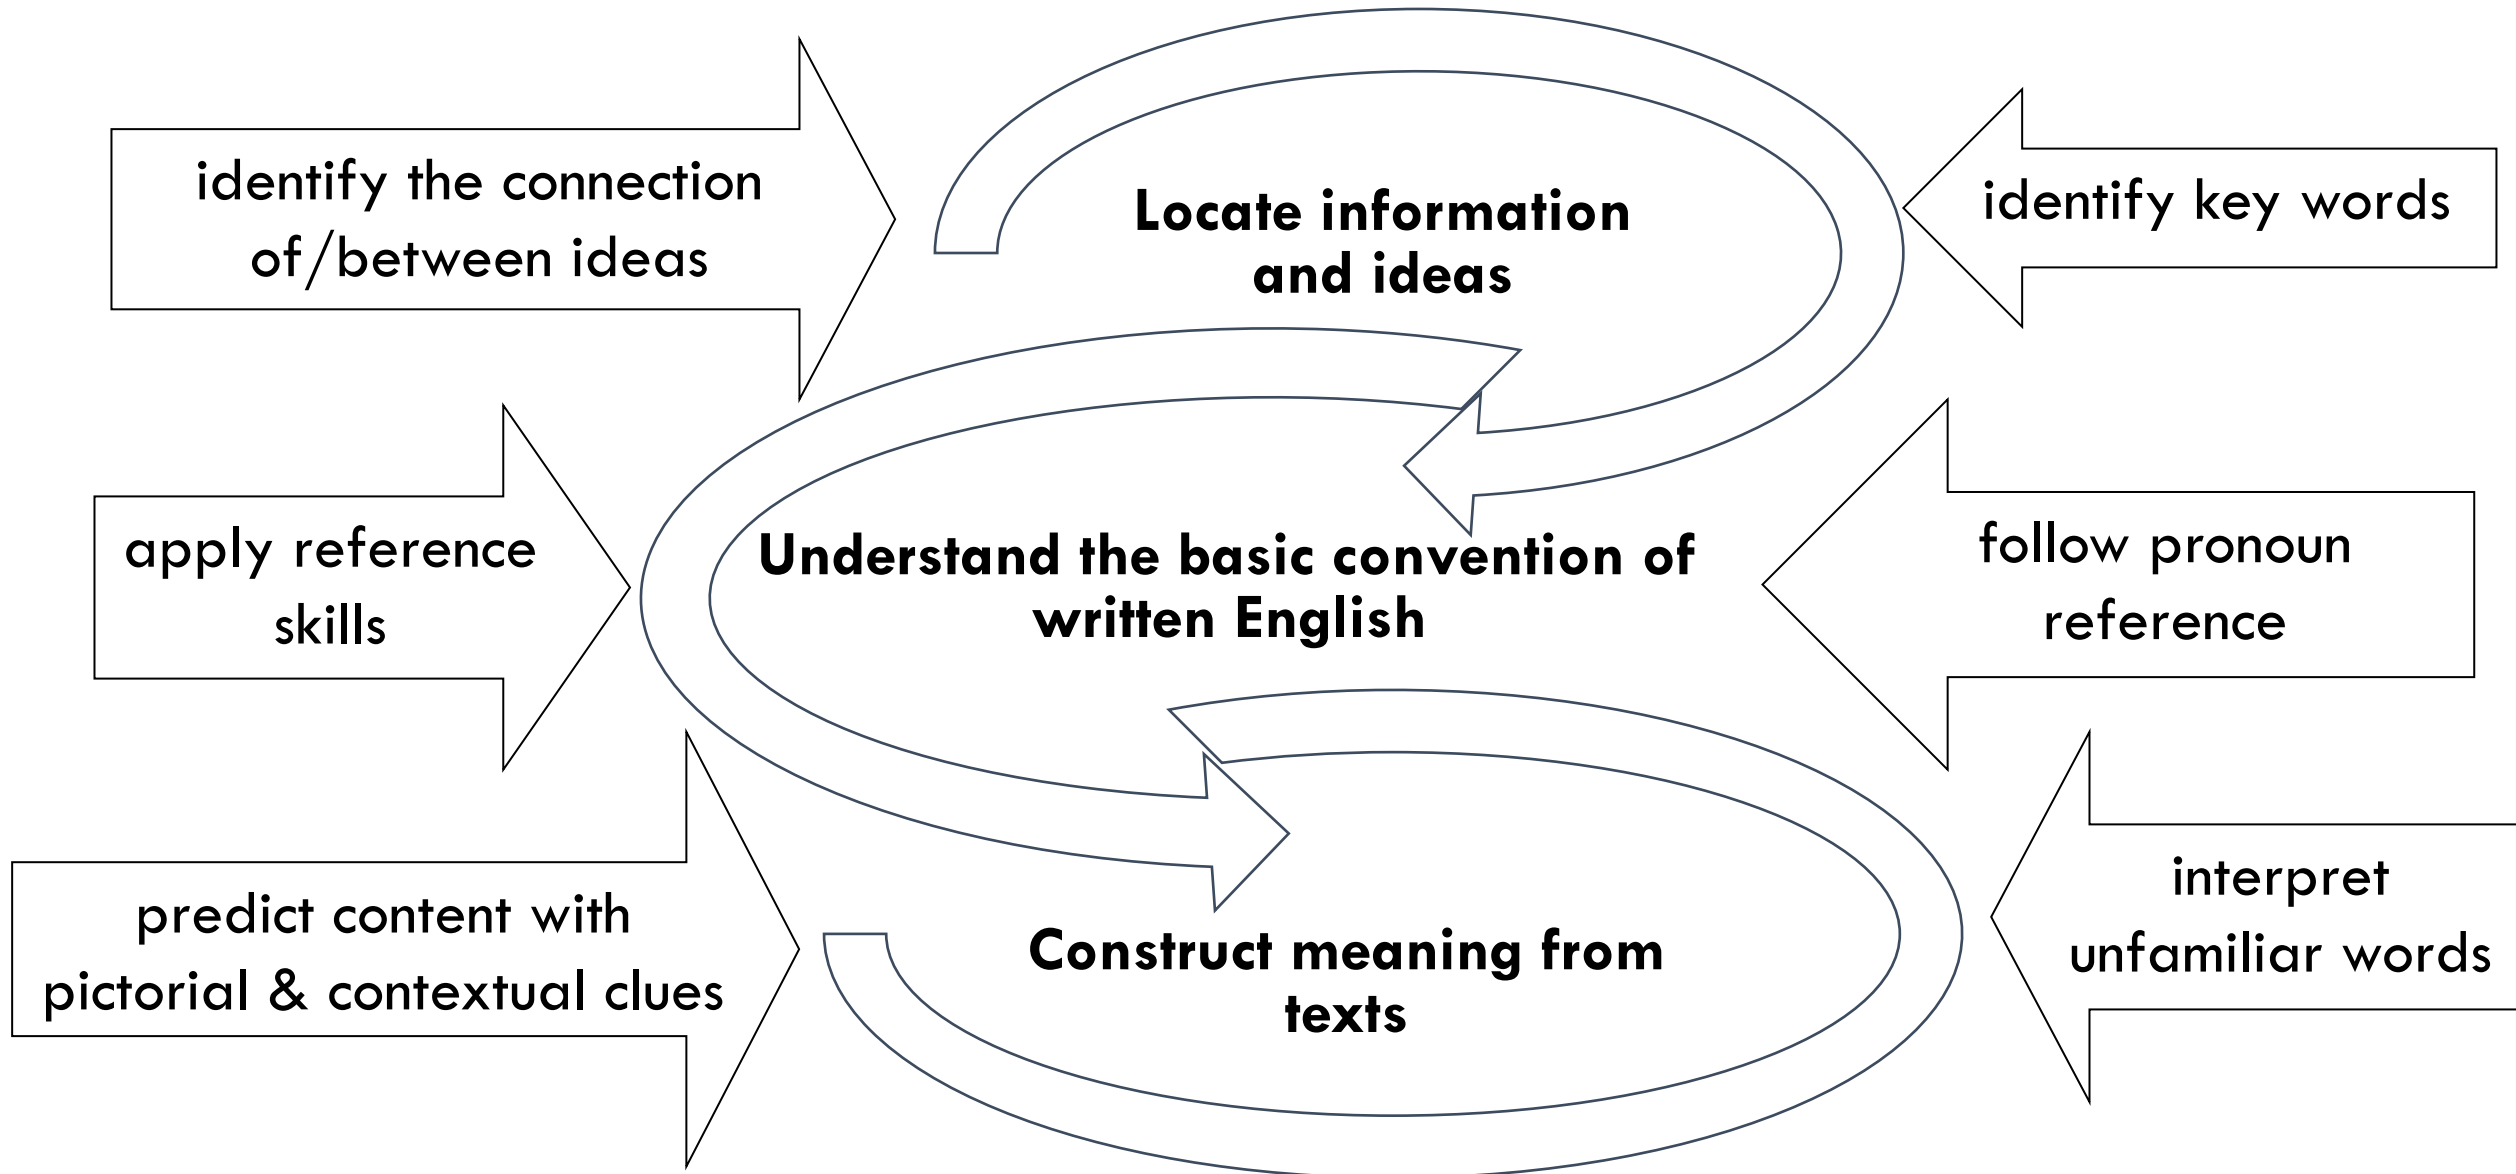 identify the connection
of/between ideas
Locate information
and ideas
identify key words
apply reference
skills
Understand the basic convention of
written English
follow pronoun
reference
predict content with
pictorial & contextual clues
Construct meaning from
texts
interpret
unfamiliar words